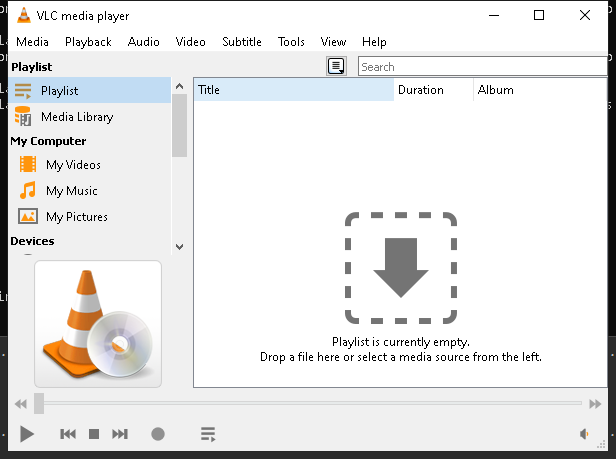 VLC media player
Media Playback Audio Video Subtitle Tools View Help
Playlist
Search
Playlist
Media Library
My Computer
My Videos
My Music
My Pictures
Devices
Title Duration Album
Playlist is currently empty.
Drop a file here or select a media source from the left.